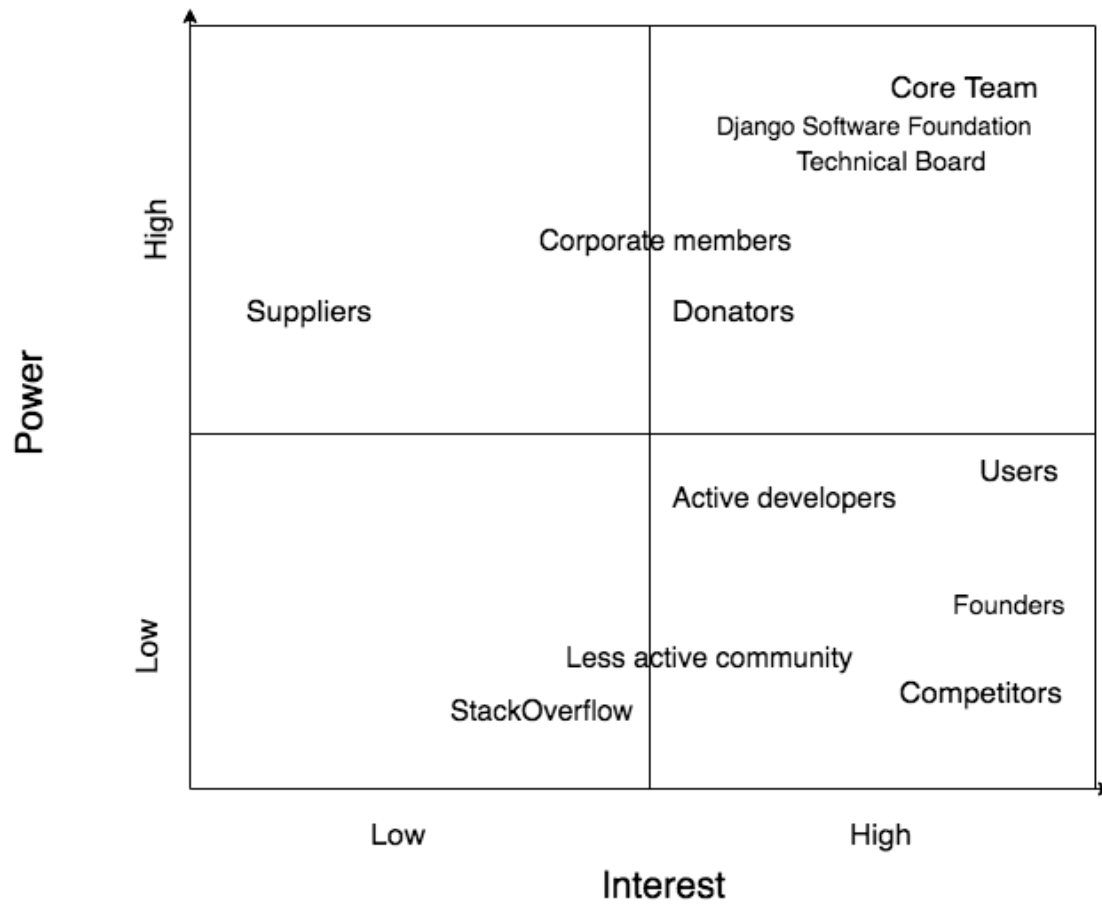 Core Team
Django Software Foundation
Technical Board
High
Corporate members
Suppliers
Donators
Power
Users
Active developers
Founders
Low
Less active community
Competitors
StackOverflow
Low
High
Interest